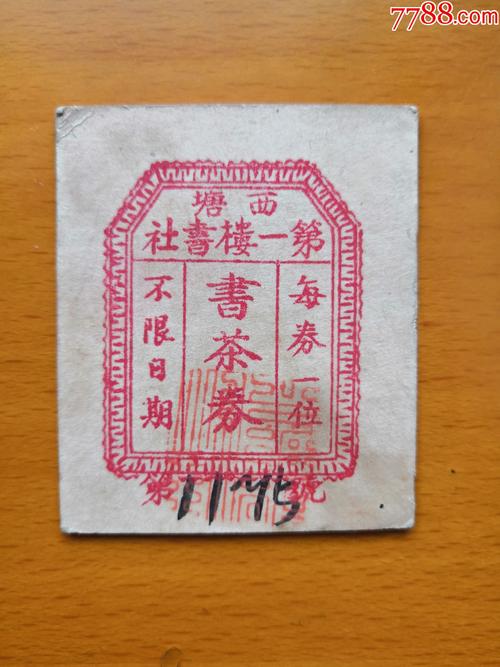 7788.com
西塘
第一樓書社
每券一位
書茶券
不限日期
第 號